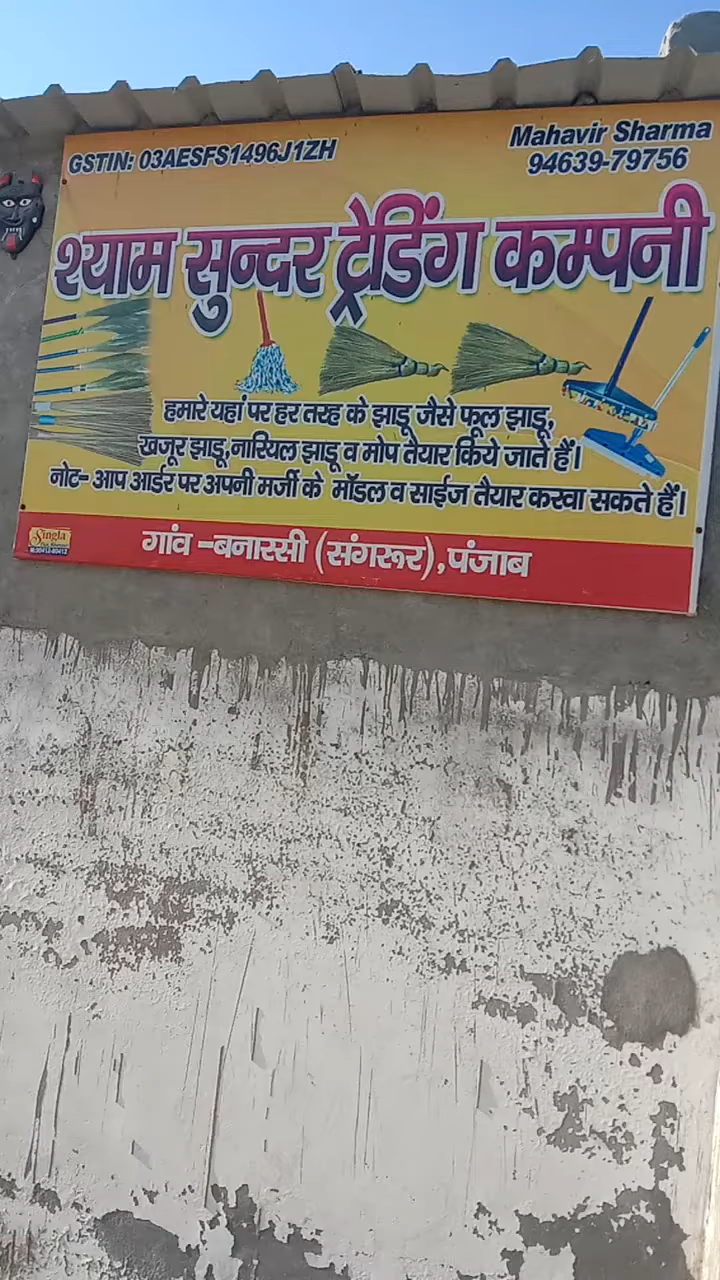 GSTIN: 03AESFS1496J1ZH
Mahavir Sharma
94639-79756
श्याम सुन्दर ट्रेडिंग कम्पनी
हमारे यहां पर हर तरह के झाडू जैसे फूल झाडू,
खजूर झाडू,नारियल झाडू व मोप तैयार किये जाते हैं।
नोट- आप आर्डर पर अपनी मर्जी के मॉडल व साईज तैयार करवा सकते हैं।
गांव -बनारसी (संगरूर),पंजाब
Singla